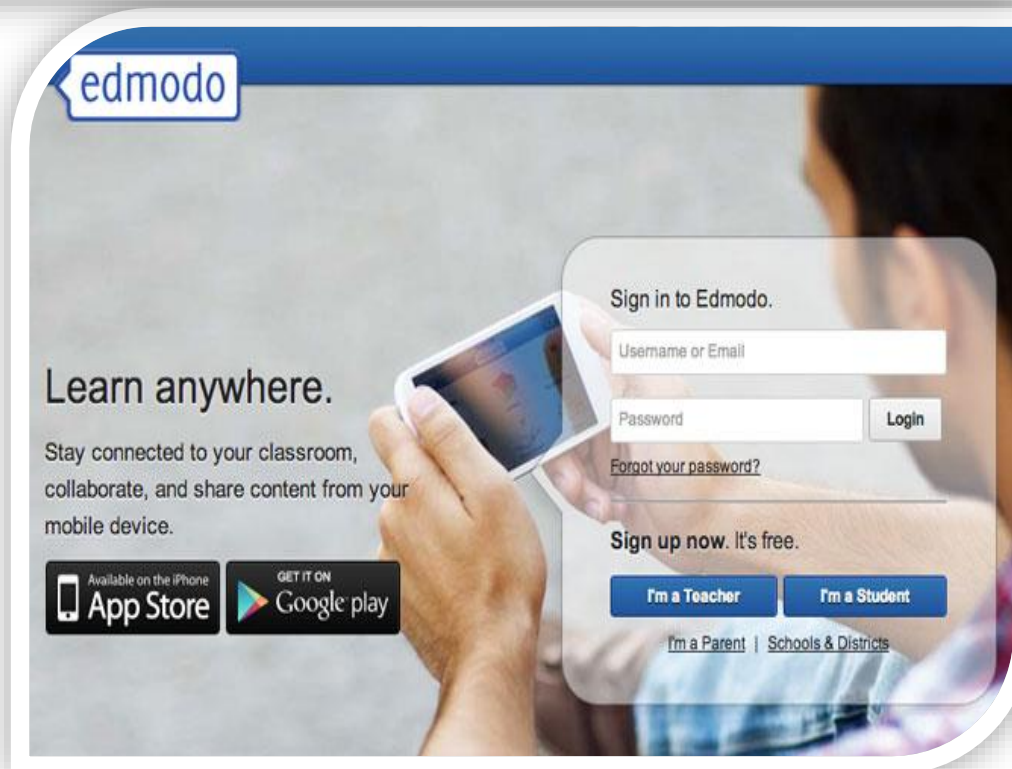 edmodo
Learn anywhere.
Stay connected to your classroom,
collaborate, and share content from your
mobile device.
Available on the iPhone
App Store
GET IT ON
Google play
Sign in to Edmodo.
Username or Email
Password
Login
Forgot your password?
Sign up now. It's free.
I'm a Teacher
I'm a Student
I'm a Parent | Schools & Districts